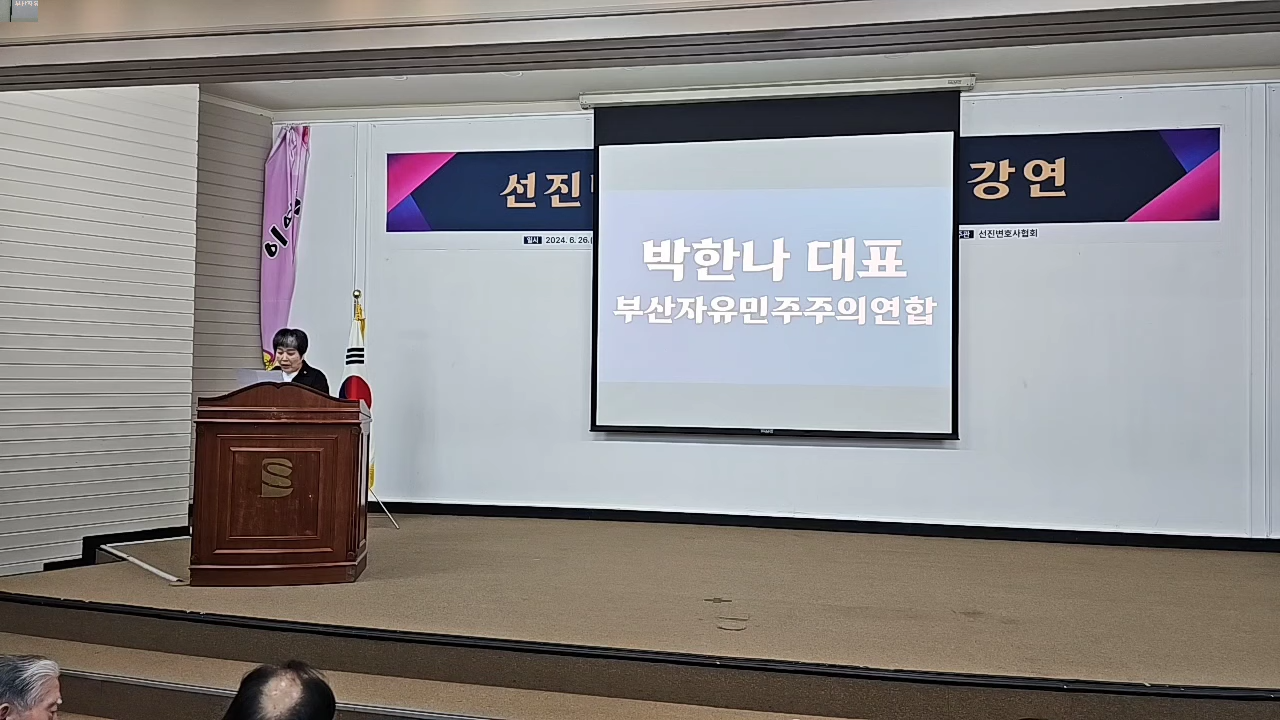 선진
강연
일시 2024. 6. 26.
선진변호사협회
박한나 대표
부산자유민주주의연합